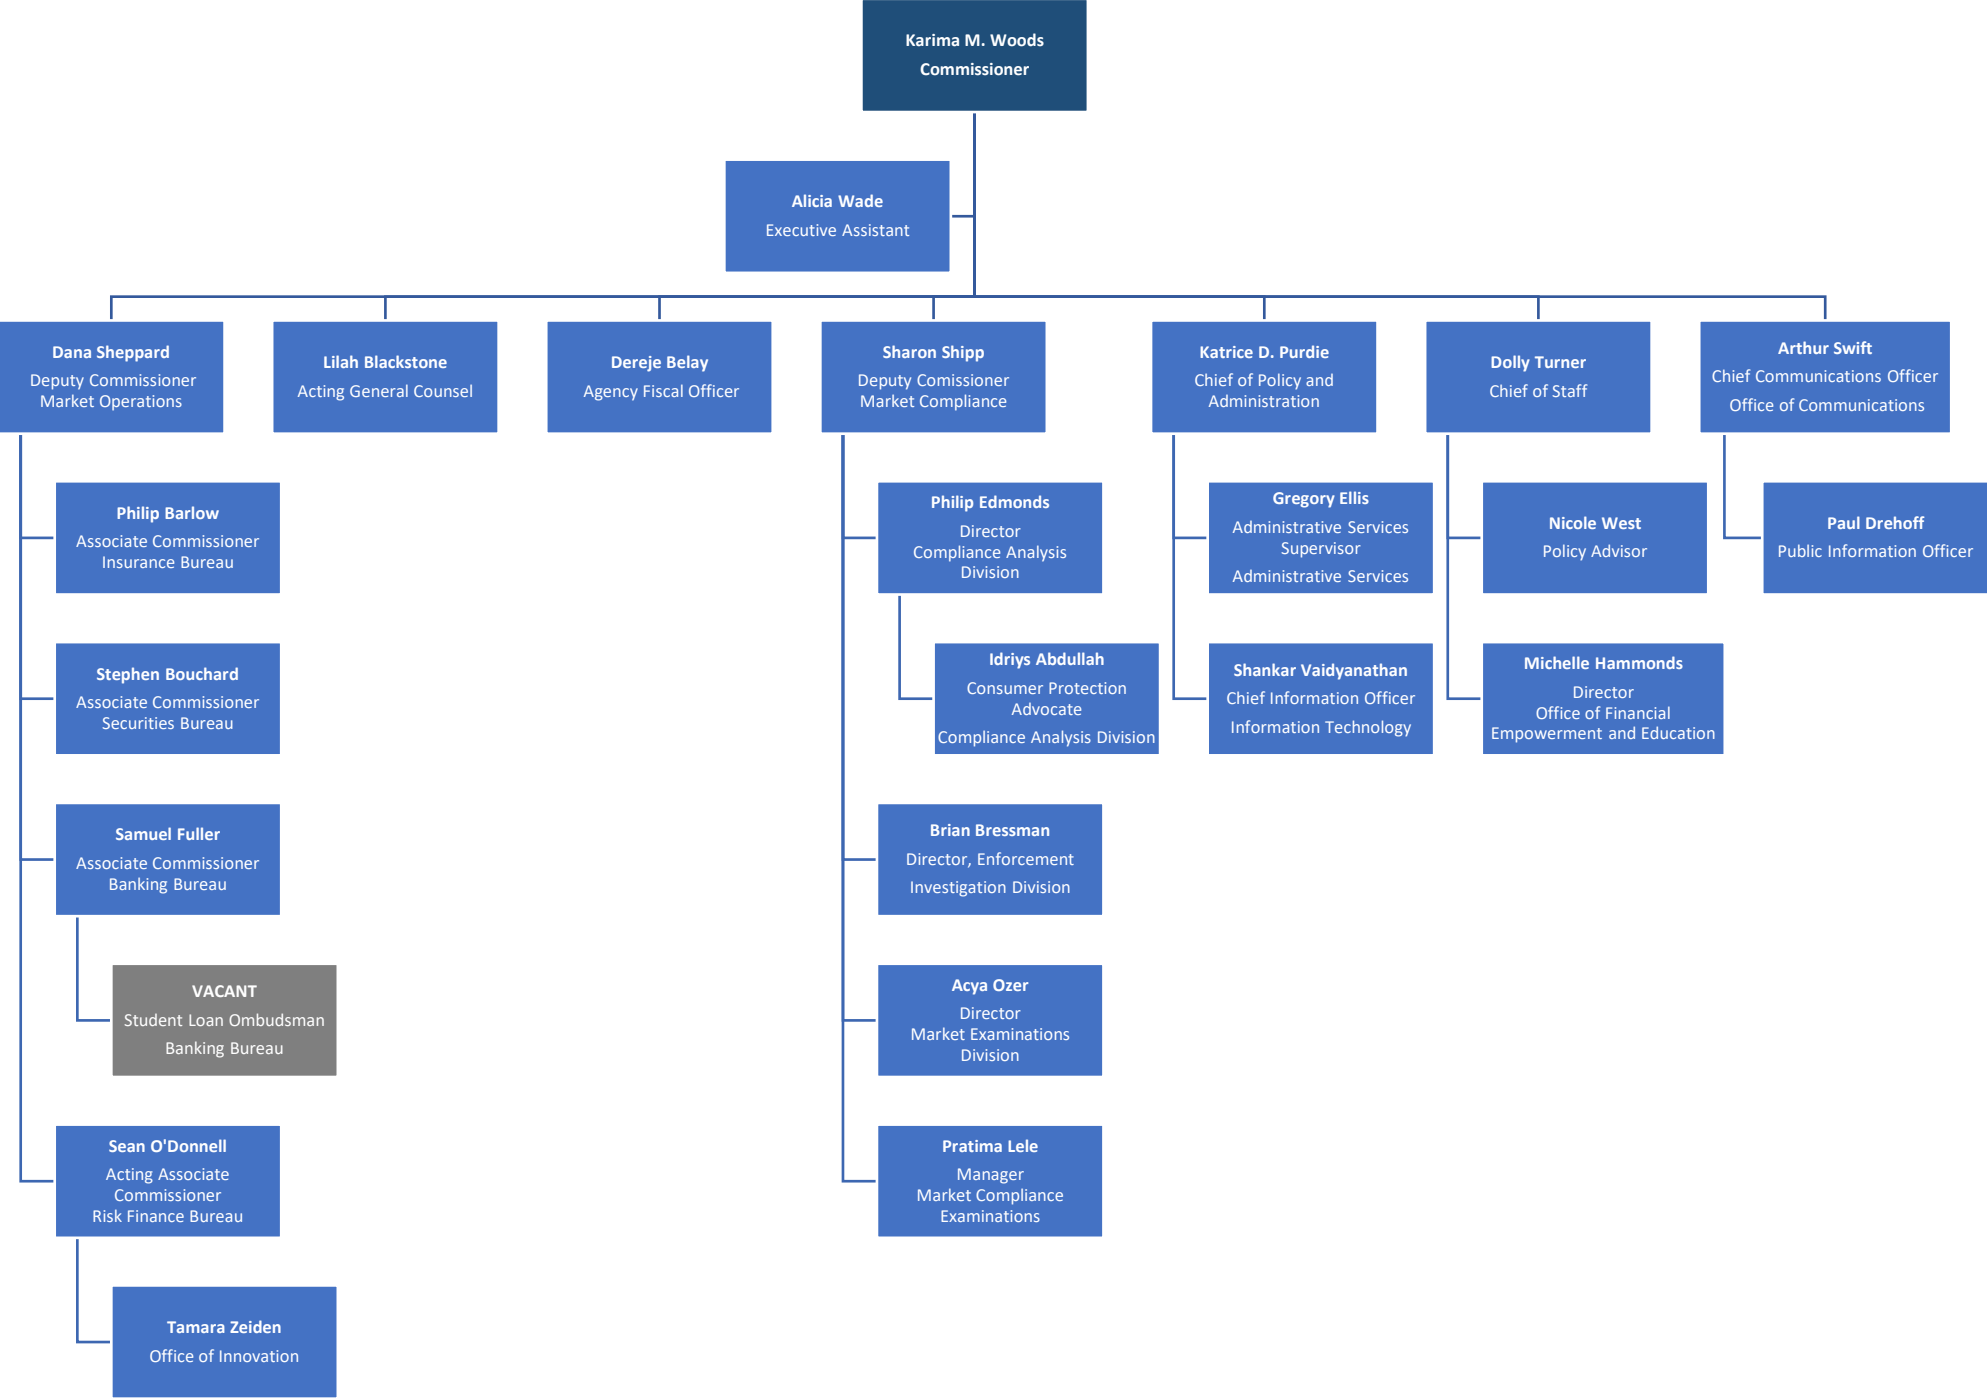 Karima M. Woods
Commissioner
Alicia Wade
Executive Assistant
Dana Sheppard
Deputy Commissioner
Market Operations
Lilah Blackstone
Acting General Counsel
Dereje Belay
Agency Fiscal Officer
Sharon Shipp
Deputy Comissioner
Market Compliance
Katrice D. Purdie
Chief of Policy and
Administration
Dolly Turner
Chief of Staff
Arthur Swift
Chief Communications Officer
Office of Communications
Philip Barlow
Associate Commissioner
Insurance Bureau
Stephen Bouchard
Associate Commissioner
Securities Bureau
Samuel Fuller
Associate Commissioner
Banking Bureau
VACANT
Student Loan Ombudsman
Banking Bureau
Sean O'Donnell
Acting Associate
Commissioner
Risk Finance Bureau
Tamara Zeiden
Office of Innovation
Philip Edmonds
Director
Compliance Analysis
Division
Idriys Abdullah
Consumer Protection
Advocate
Compliance Analysis Division
Brian Bressman
Director, Enforcement
Investigation Division
Acya Ozer
Director
Market Examinations
Division
Pratima Lele
Manager
Market Compliance
Examinations
Gregory Ellis
Administrative Services
Supervisor
Administrative Services
Shankar Vaidyanathan
Chief Information Officer
Information Technology
Nicole West
Policy Advisor
Michelle Hammonds
Director
Office of Financial
Empowerment and Education
Paul Drehoff
Public Information Officer